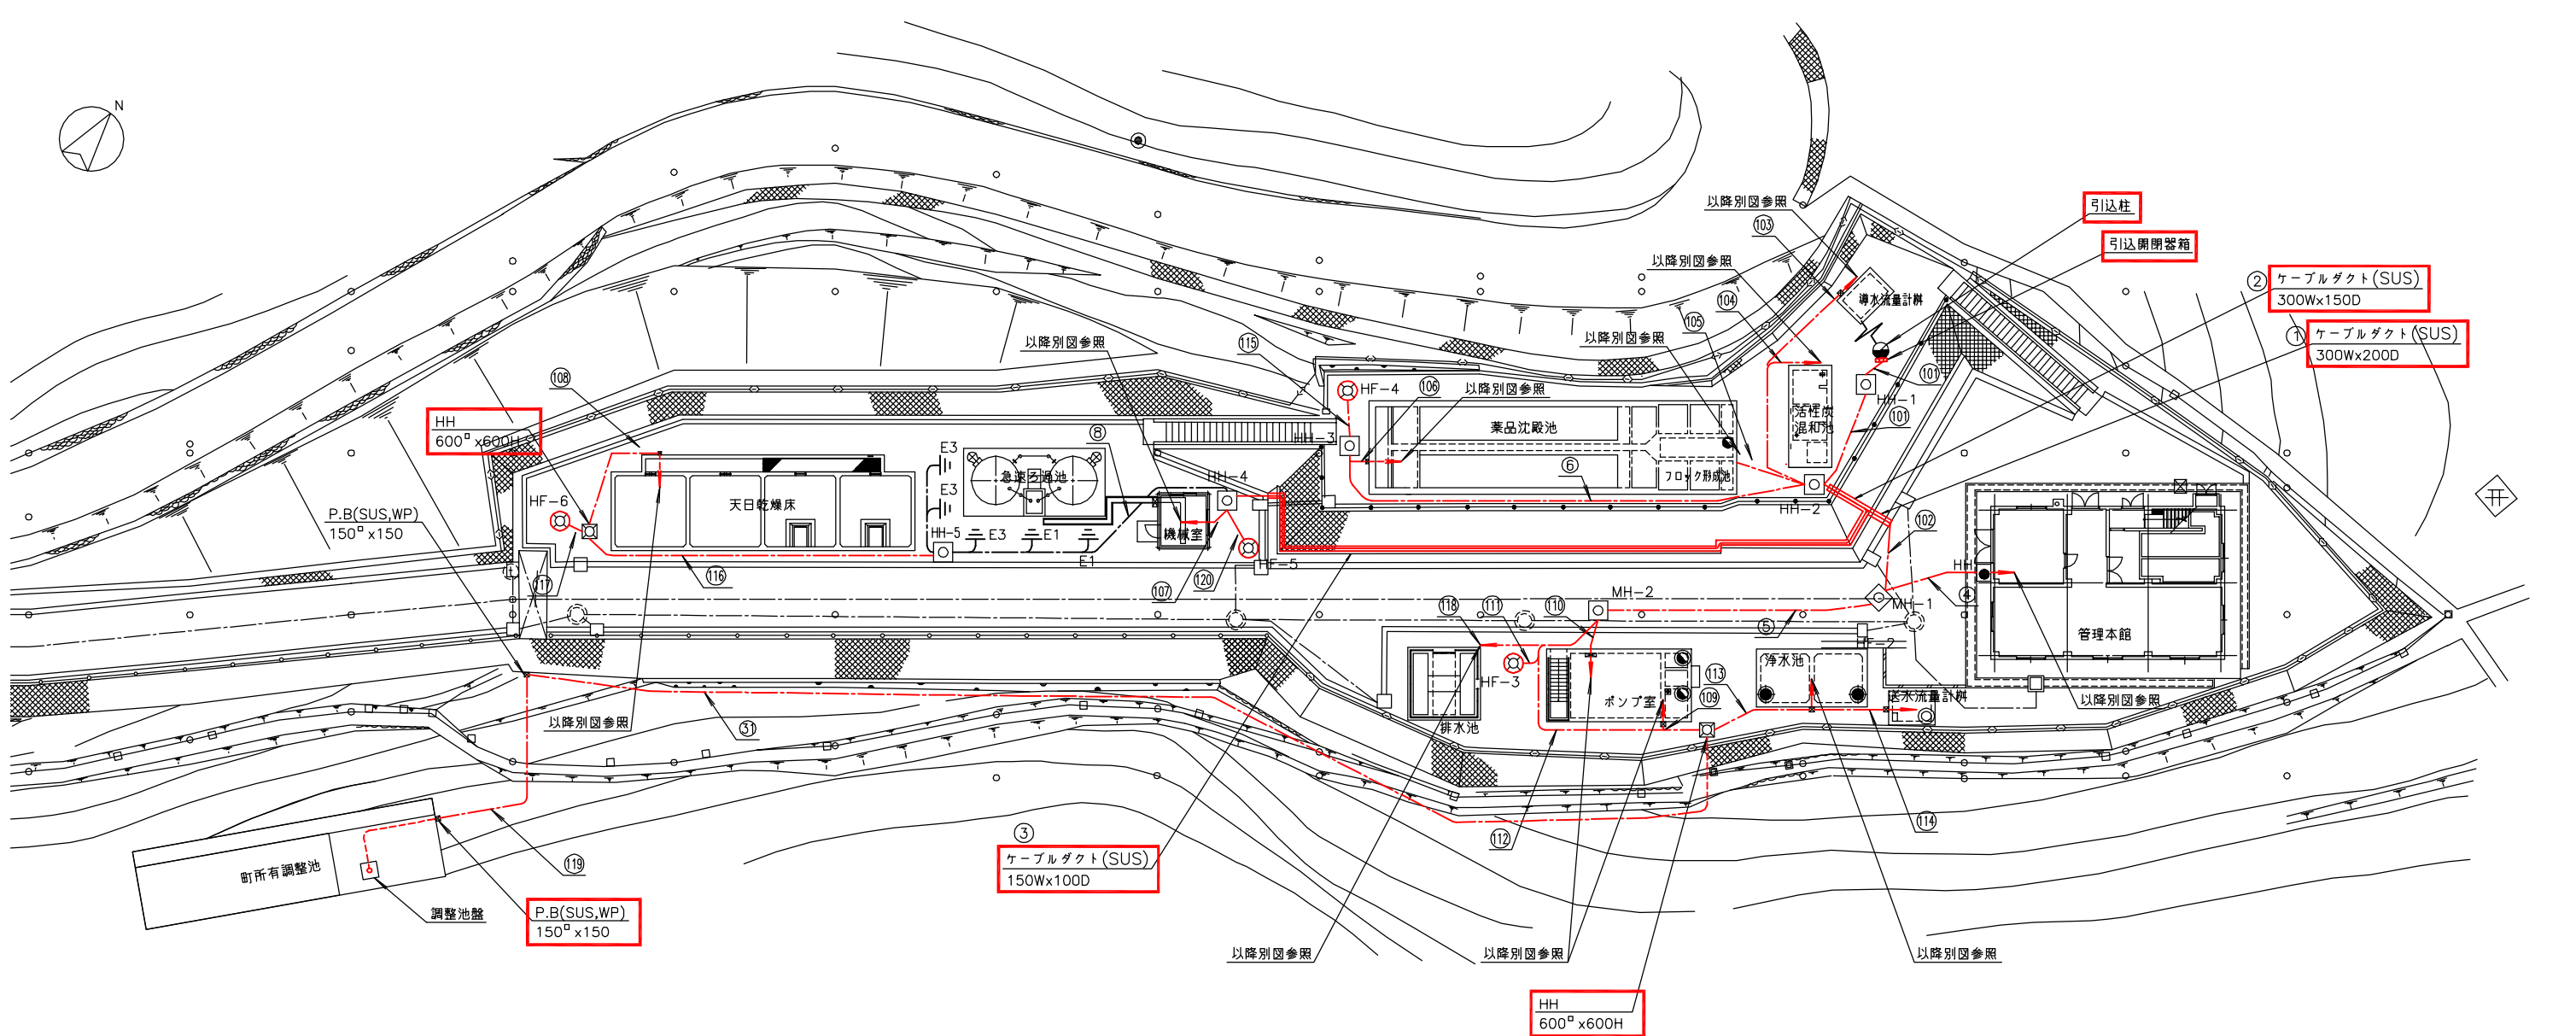 N
引込柱
引込開閉器箱
② ケーブルダクト(SUS)
300Wx150D
① ケーブルダクト(SUS)
300Wx200D
以降別図参照
103
以降別図参照
104
導水流量計桝
以降別図参照
105
101
HH-1
101
活性炭
混和池
以降別図参照
115
HF-4
106
以降別図参照
HH-3
薬品沈殿池
フロック形成池
⑥
HH-2
102
108
HH
600□x600H
⑧
E3
E3
急速ろ過池
HH-4
天日乾燥床
HF-6
P.B(SUS,WP)
150□x150
HH-5
E3
E1
E1
機械室
HF-5
117
116
107
120
118
111
110
MH-2
MH-1
HH
④
⑤
管理本館
HF-2
浄水池
113
HF-3
ポンプ室
109
排水池
送水流量計桝
以降別図参照
以降別図参照
31
112
114
119
町所有調整池
調整池盤
P.B(SUS,WP)
150□x150
③
ケーブルダクト(SUS)
150Wx100D
以降別図参照
以降別図参照
以降別図参照
HH
600□x600H